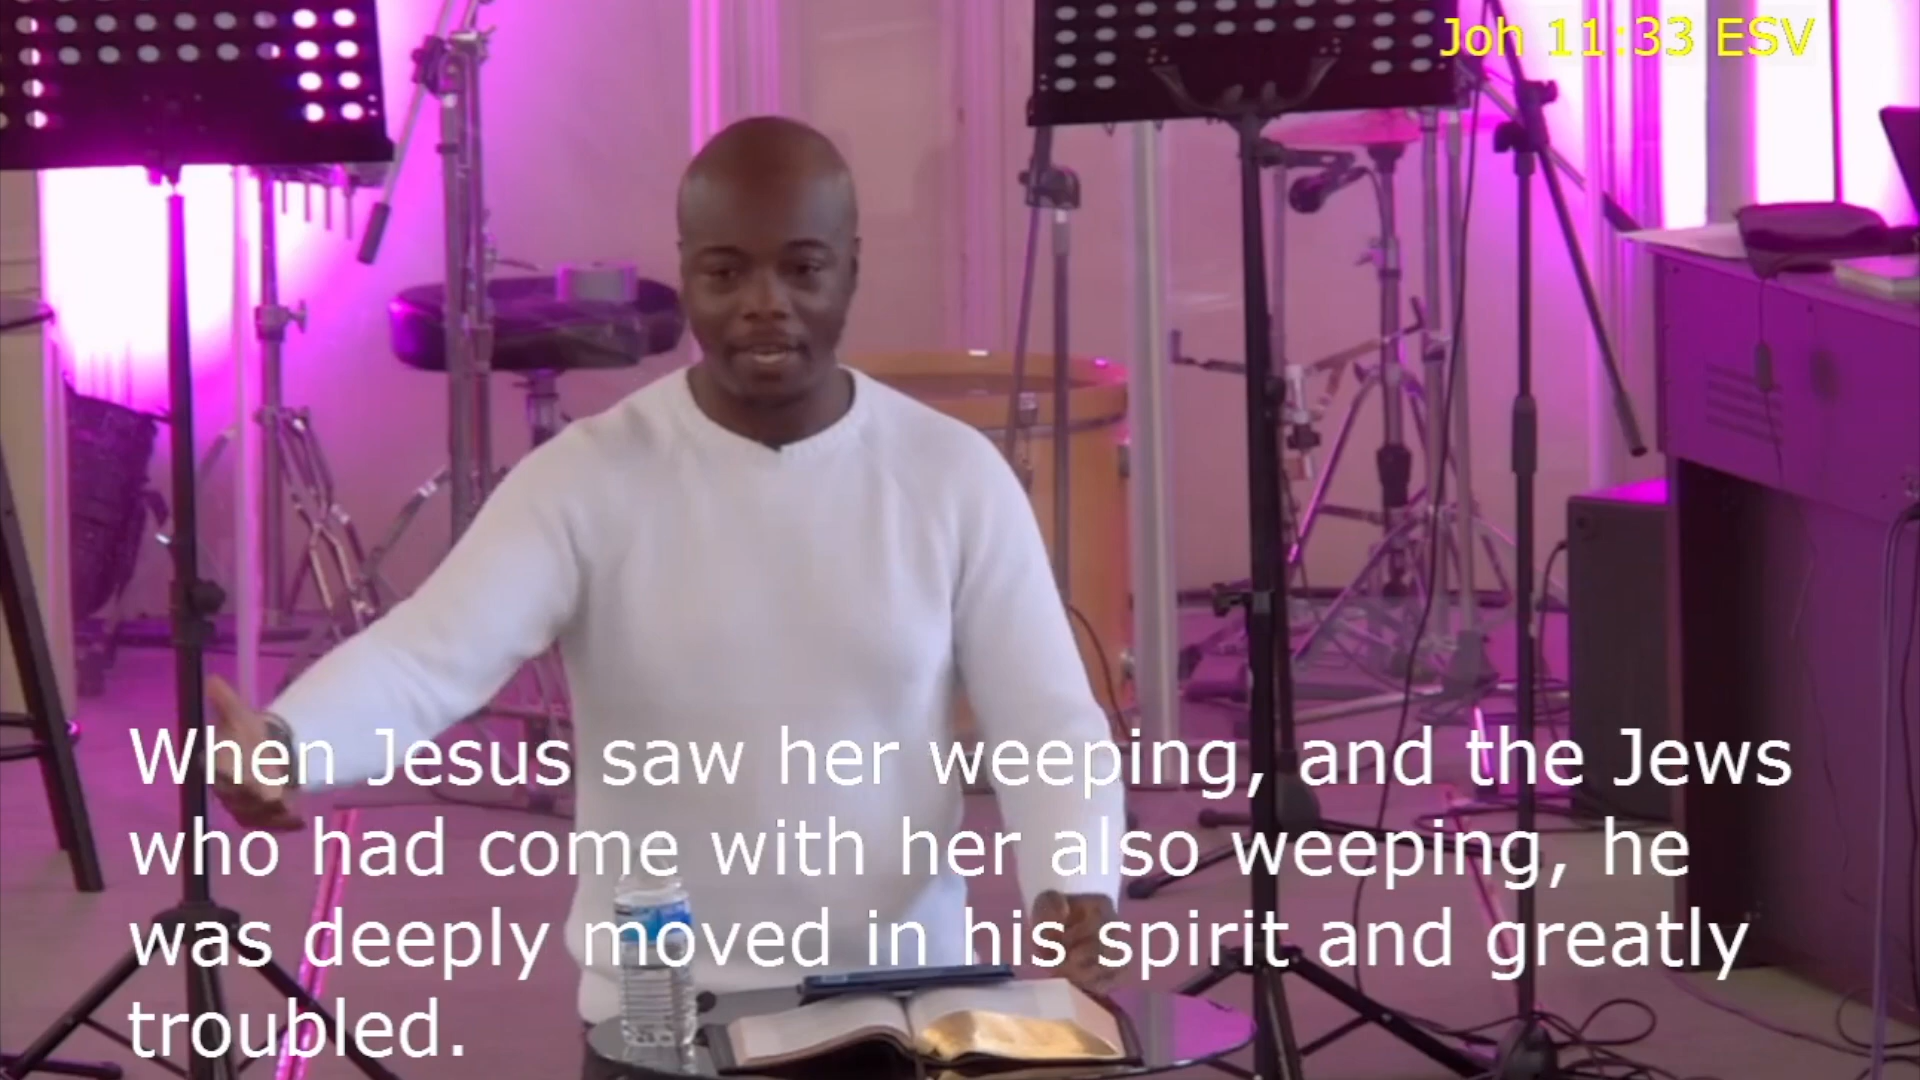 Joh 11:33 ESV
When Jesus saw her weeping, and the Jews
who had come with her also weeping, he
was deeply moved in his spirit and greatly
troubled.